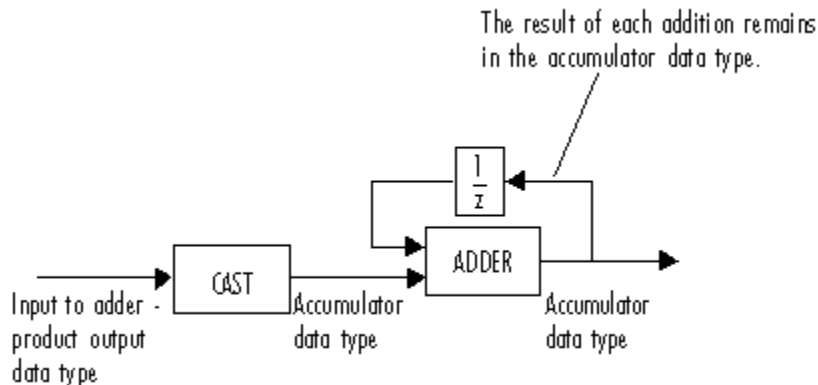 The result of each addition remains
in the accumulator data type.
1
z
CAST
ADDER
Input to adder -
product output
data type
Accumulator
data type
Accumulator
data type